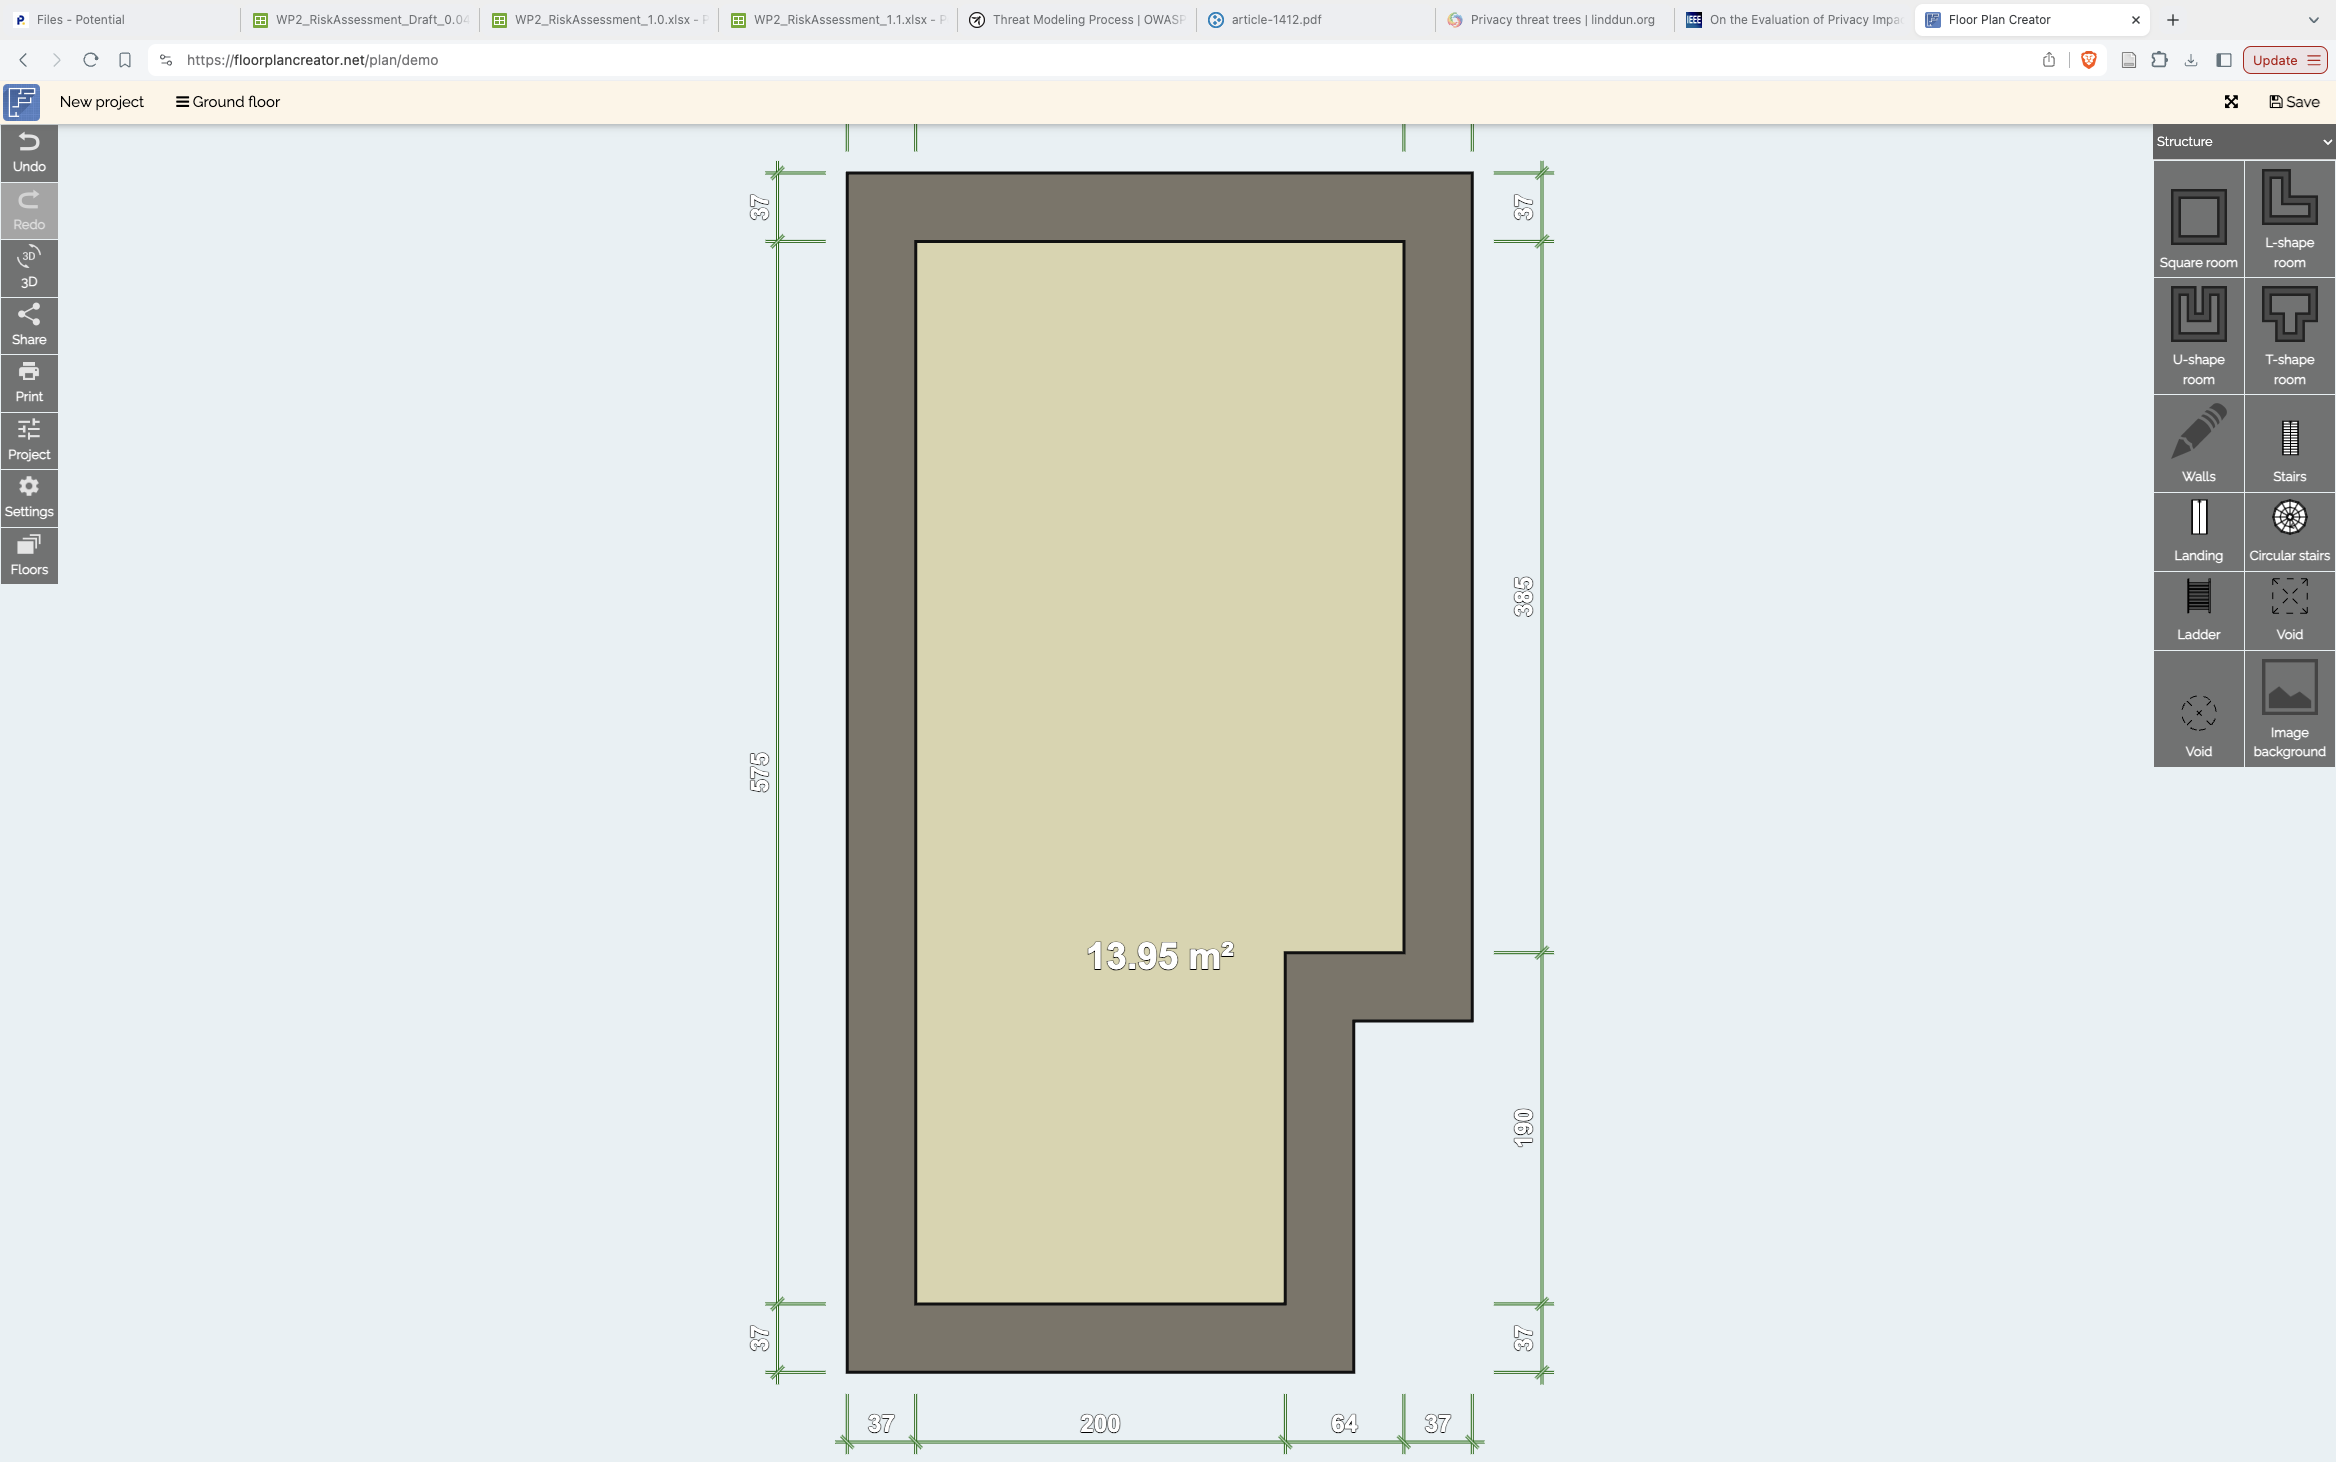 Files - Potential
WP2_RiskAssessment_Draft_0.04
WP2_RiskAssessment_1.0.xlsx - P
WP2_RiskAssessment_1.1.xlsx - P
Threat Modeling Process | OWASP
article-1412.pdf
Privacy threat trees | linddun.org
IEEE
On the Evaluation of Privacy Impa
Floor Plan Creator
https://floorplancreator.net/plan/demo
Update
New project
Ground floor
Save
Undo
Redo
3D
3D
Share
Print
Project
Settings
Floors
Structure
Square room
L-shape
room
U-shape
room
T-shape
room
Walls
Stairs
Landing
Circular stairs
Ladder
Void
Void
Image
background
37
575
37
13.95 m²
37
385
190
37
37
200
64
37